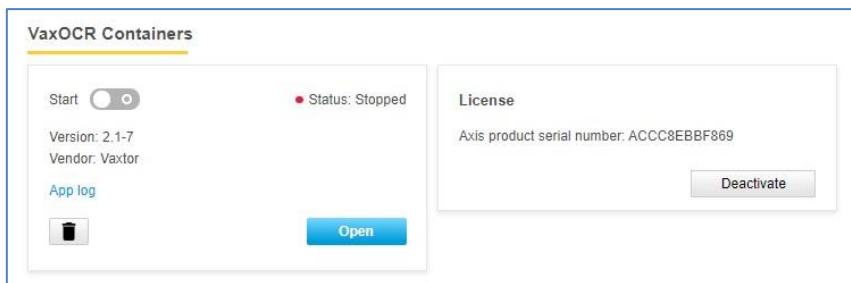 VaxOCR Containers
Start
Status: Stopped
Version: 2.1-7
Vendor: Vaxtor
App log
Open
License
Axis product serial number: ACCC8EBBF869
Deactivate